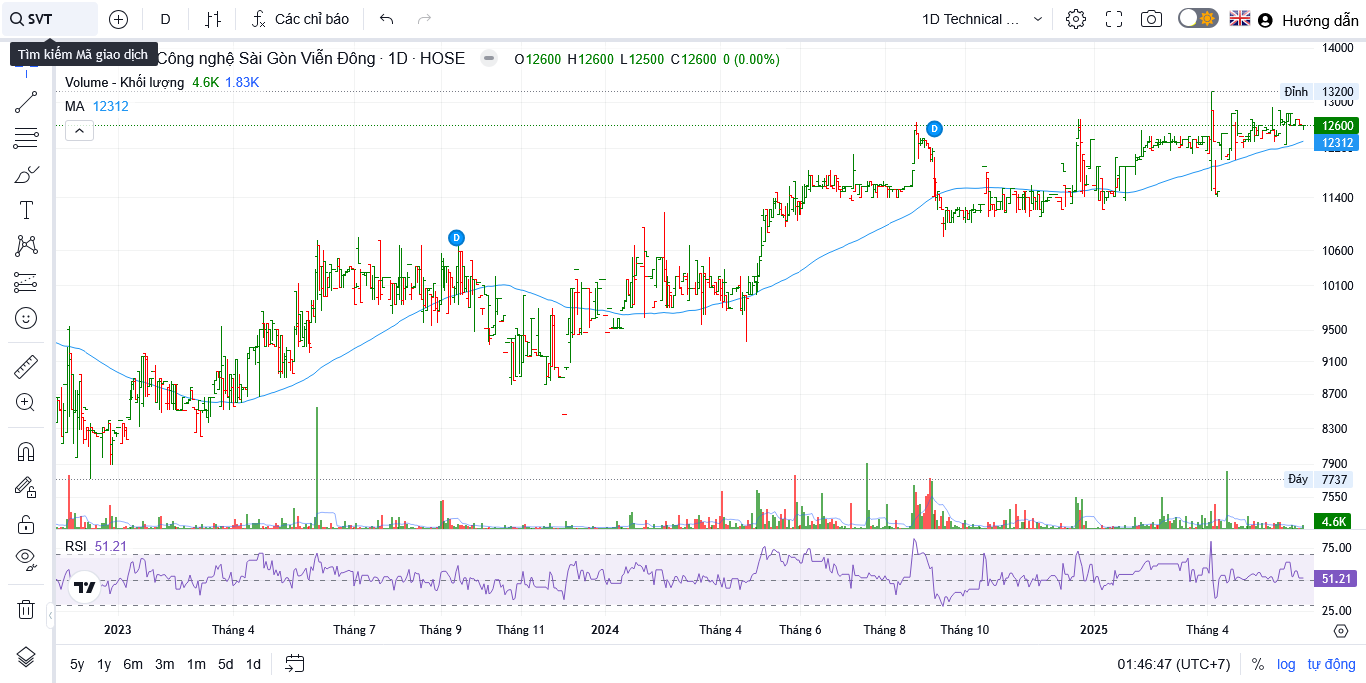 SVT D Các chỉ báo 1D Technical ... Hướng dẫn
Tìm kiếm Mã giao dịch
Công nghệ Sài Gòn Viễn Đông · 1D · HOSE O12600 H12600 L12500 C12600 0 (0.00%)
Volume - Khối lượng 4.6K 1.83K
MA 12312
14000
Đỉnh 13200
13000
12600
12312
11400
10600
10100
9500
9100
8700
8300
7900
Đáy 7737
7550
4.6K
D
D
RSI 51.21
75.00
51.21
25.00
2023 Tháng 4 Tháng 7 Tháng 9 Tháng 11 2024 Tháng 4 Tháng 6 Tháng 8 Tháng 10 2025 Tháng 4
5y 1y 6m 3m 1m 5d 1d 01:46:47 (UTC+7) % log tự động